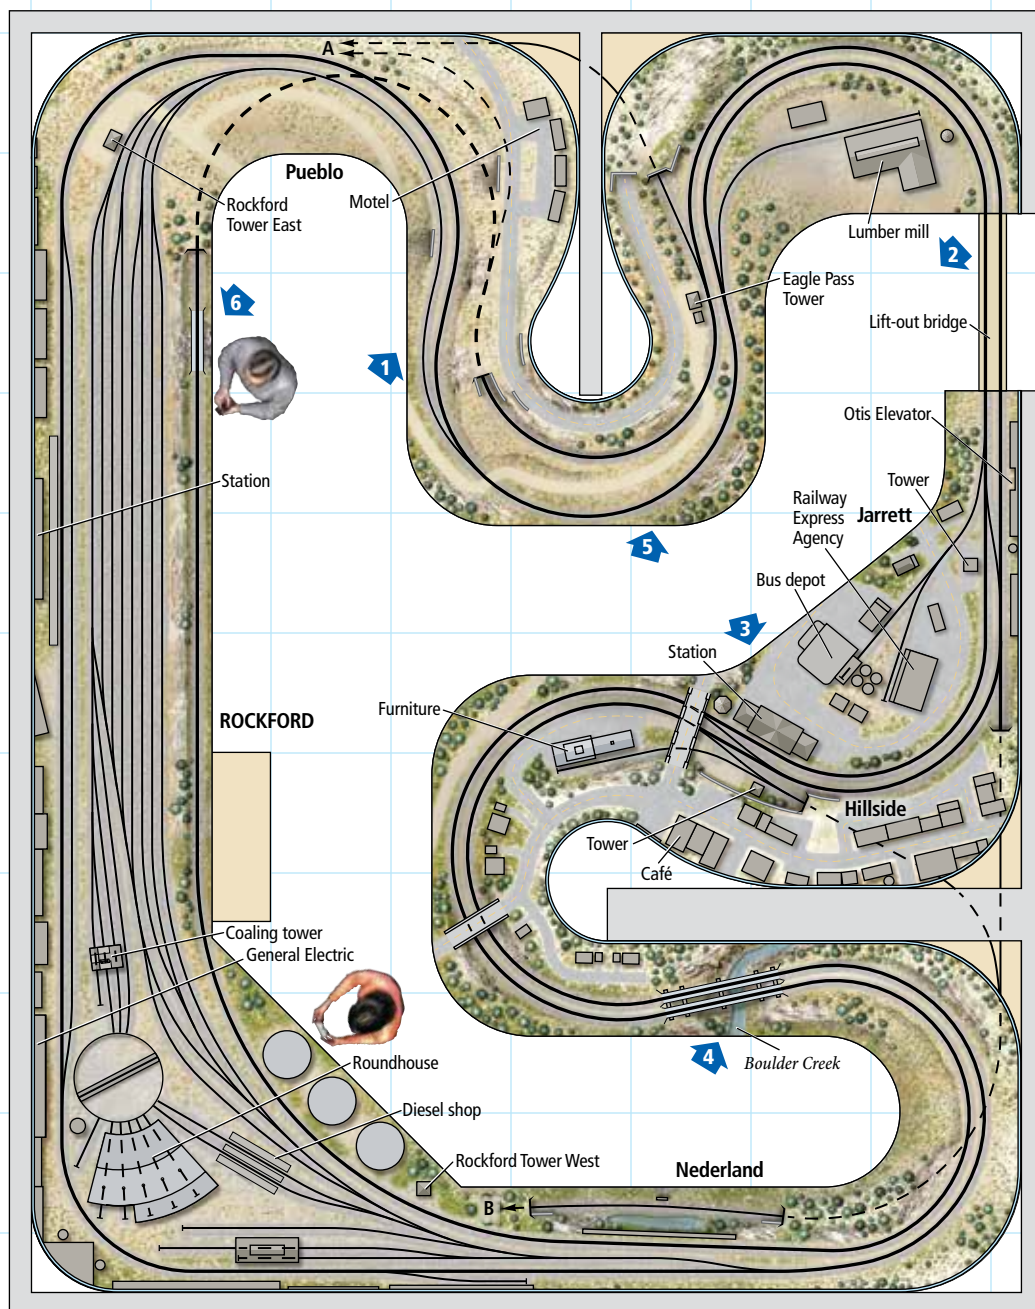 A
Pueblo
Motel
Rockford
Tower East
Lumber mill
2
Eagle Pass
Tower
6
Lift-out bridge
1
Otis Elevator
Station
Tower
Railway
Express
Agency
Jarrett
5
Bus depot
3
Station
Furniture
ROCKFORD
Hillside
Tower
Café
Coaling tower
General Electric
4
Boulder Creek
Roundhouse
Diesel shop
Rockford Tower West
Nederland
B